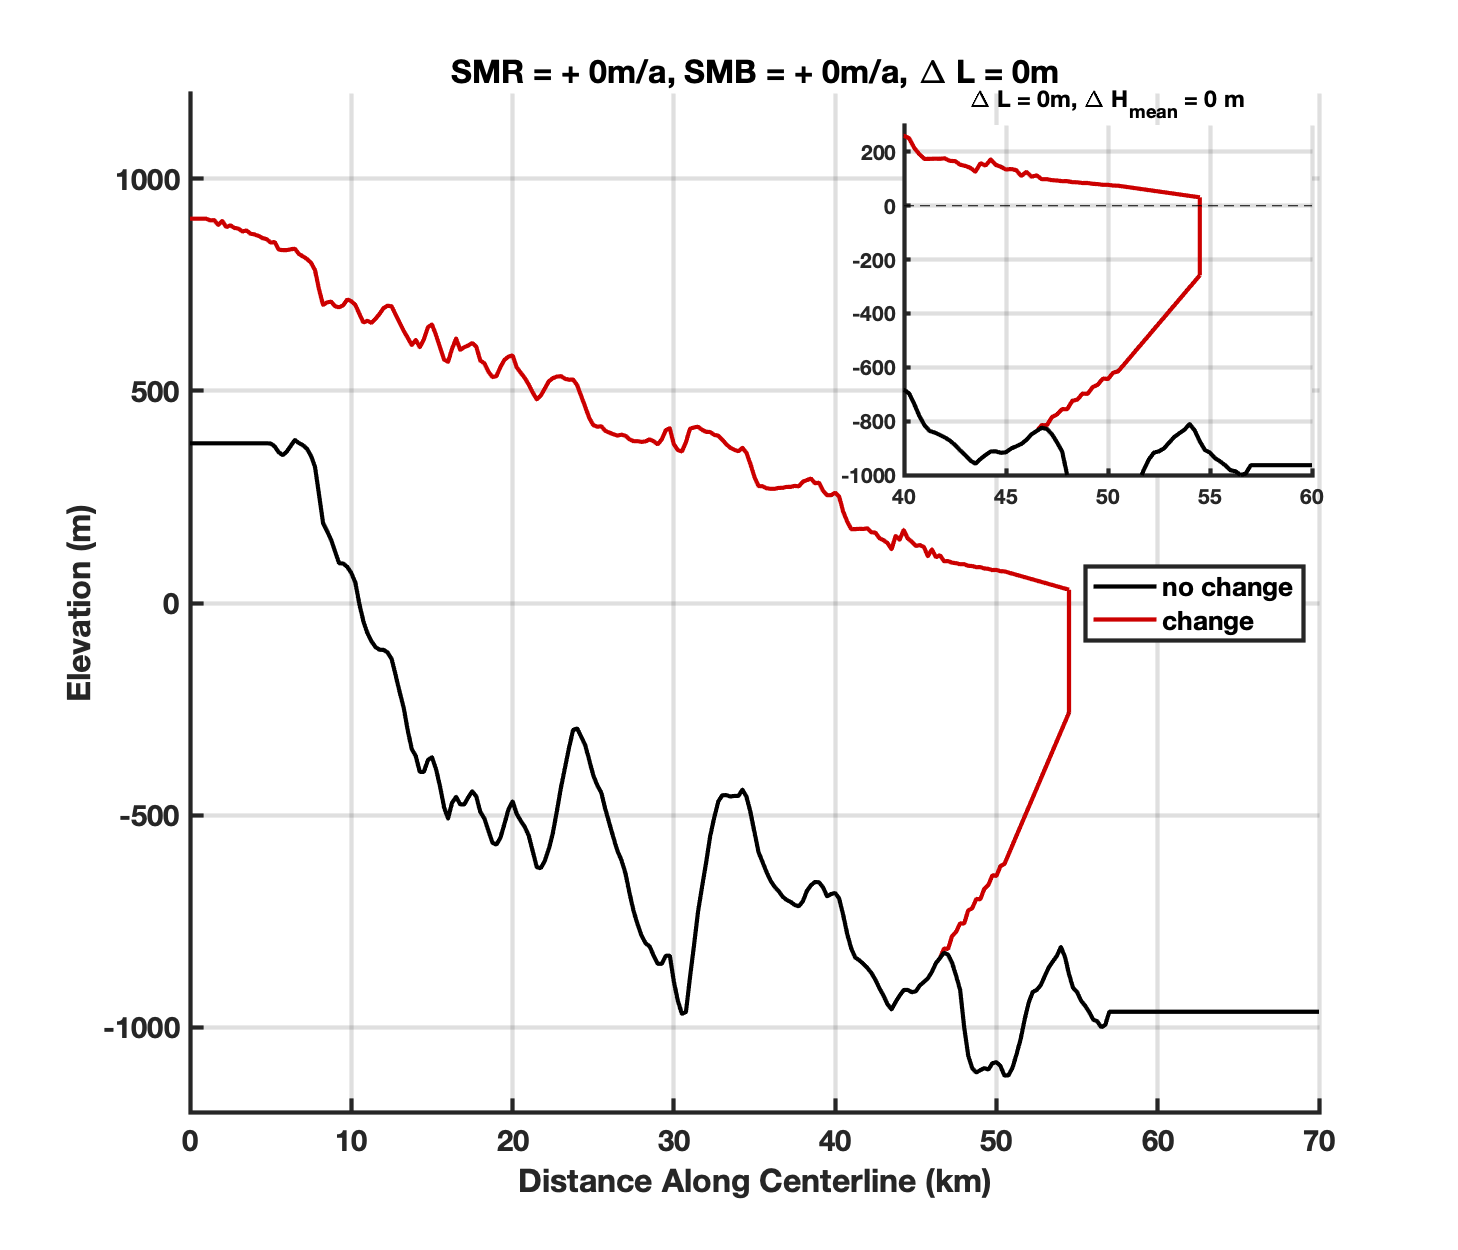 SMR = + 0m/a, SMB = + 0m/a, Δ L = 0m
Δ L = 0m, Δ Hmean = 0 m
1000
500
0
-500
-1000
Elevation (m)
200
0
-200
-400
-600
-800
-1000
40 45 50 55 60
no change
change
0 10 20 30 40 50 60 70
Distance Along Centerline (km)